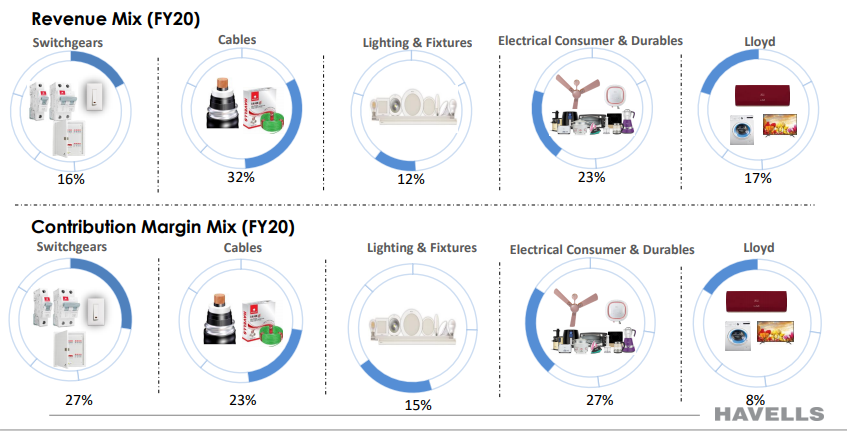 Revenue Mix (FY20)
Switchgears
Cables
Lighting & Fixtures
Electrical Consumer & Durables
Lloyd
16%
32%
12%
23%
17%
Contribution Margin Mix (FY20)
Switchgears
Cables
Lighting & Fixtures
Electrical Consumer & Durables
Lloyd
27%
23%
15%
27%
8%
HAVELLS